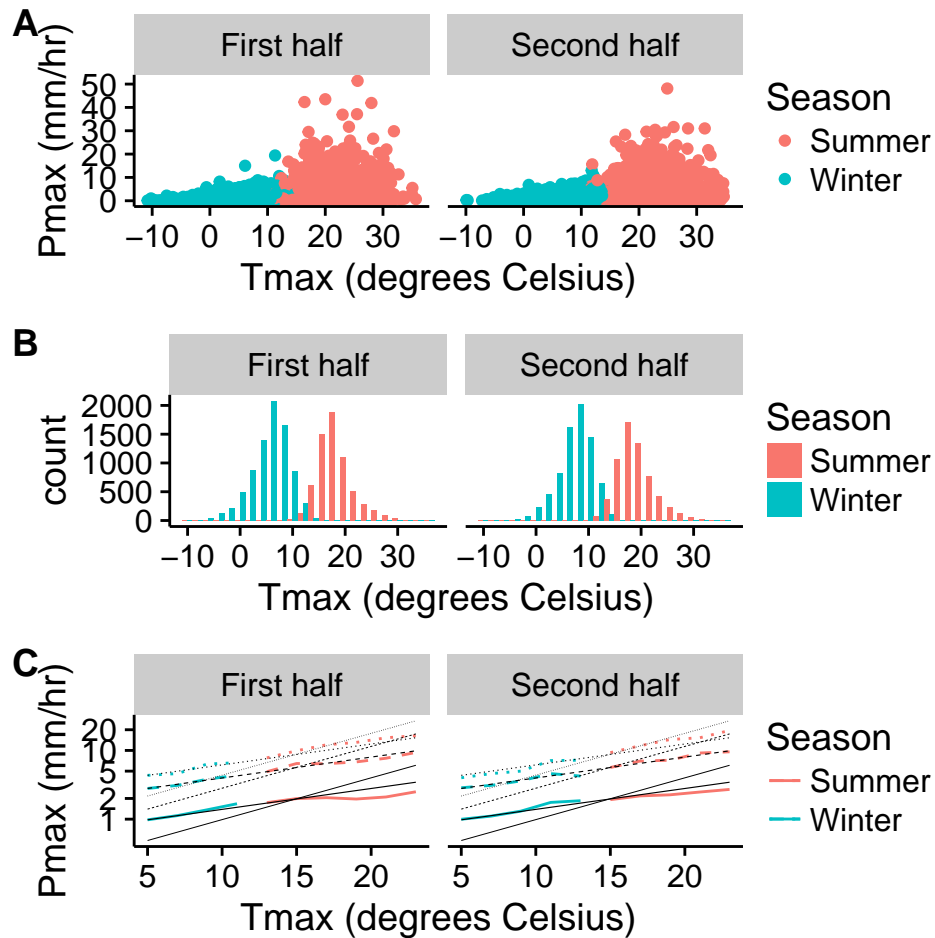 A
First half
Second half
Pmax (mm/hr)
50
40
30
20
10
0
−10 0 10 20 30
−10 0 10 20 30
Tmax (degrees Celsius)
Season
Summer
Winter
B
First half
Second half
count
2000
1500
1000
500
0
−10 0 10 20 30
−10 0 10 20 30
Tmax (degrees Celsius)
Season
Summer
Winter
C
First half
Second half
Pmax (mm/hr)
20
10
5
2
1
5 10 15 20
5 10 15 20
Tmax (degrees Celsius)
Season
Summer
Winter